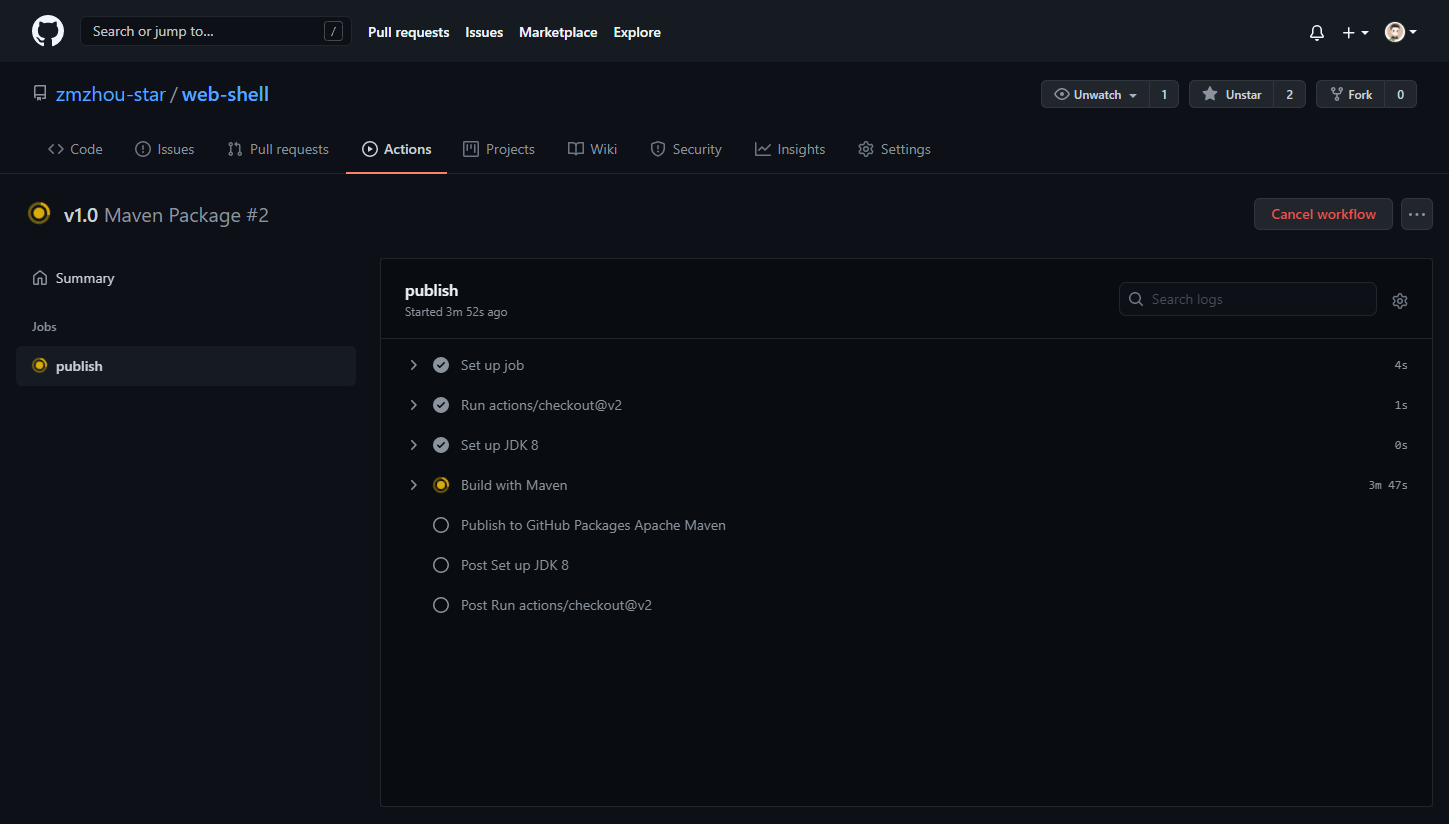 Search or jump to... / Pull requests Issues Marketplace Explore
zmzhou-star / web-shell Unwatch 1 Unstar 2 Fork 0
Code Issues Pull requests Actions Projects Wiki Security Insights Settings
v1.0 Maven Package #2 Cancel workflow
Summary
Jobs
publish
publish
Started 3m 52s ago
Search logs
Set up job 4s
Run actions/checkout@v2 1s
Set up JDK 8 0s
Build with Maven 3m 47s
Publish to GitHub Packages Apache Maven
Post Set up JDK 8
Post Run actions/checkout@v2